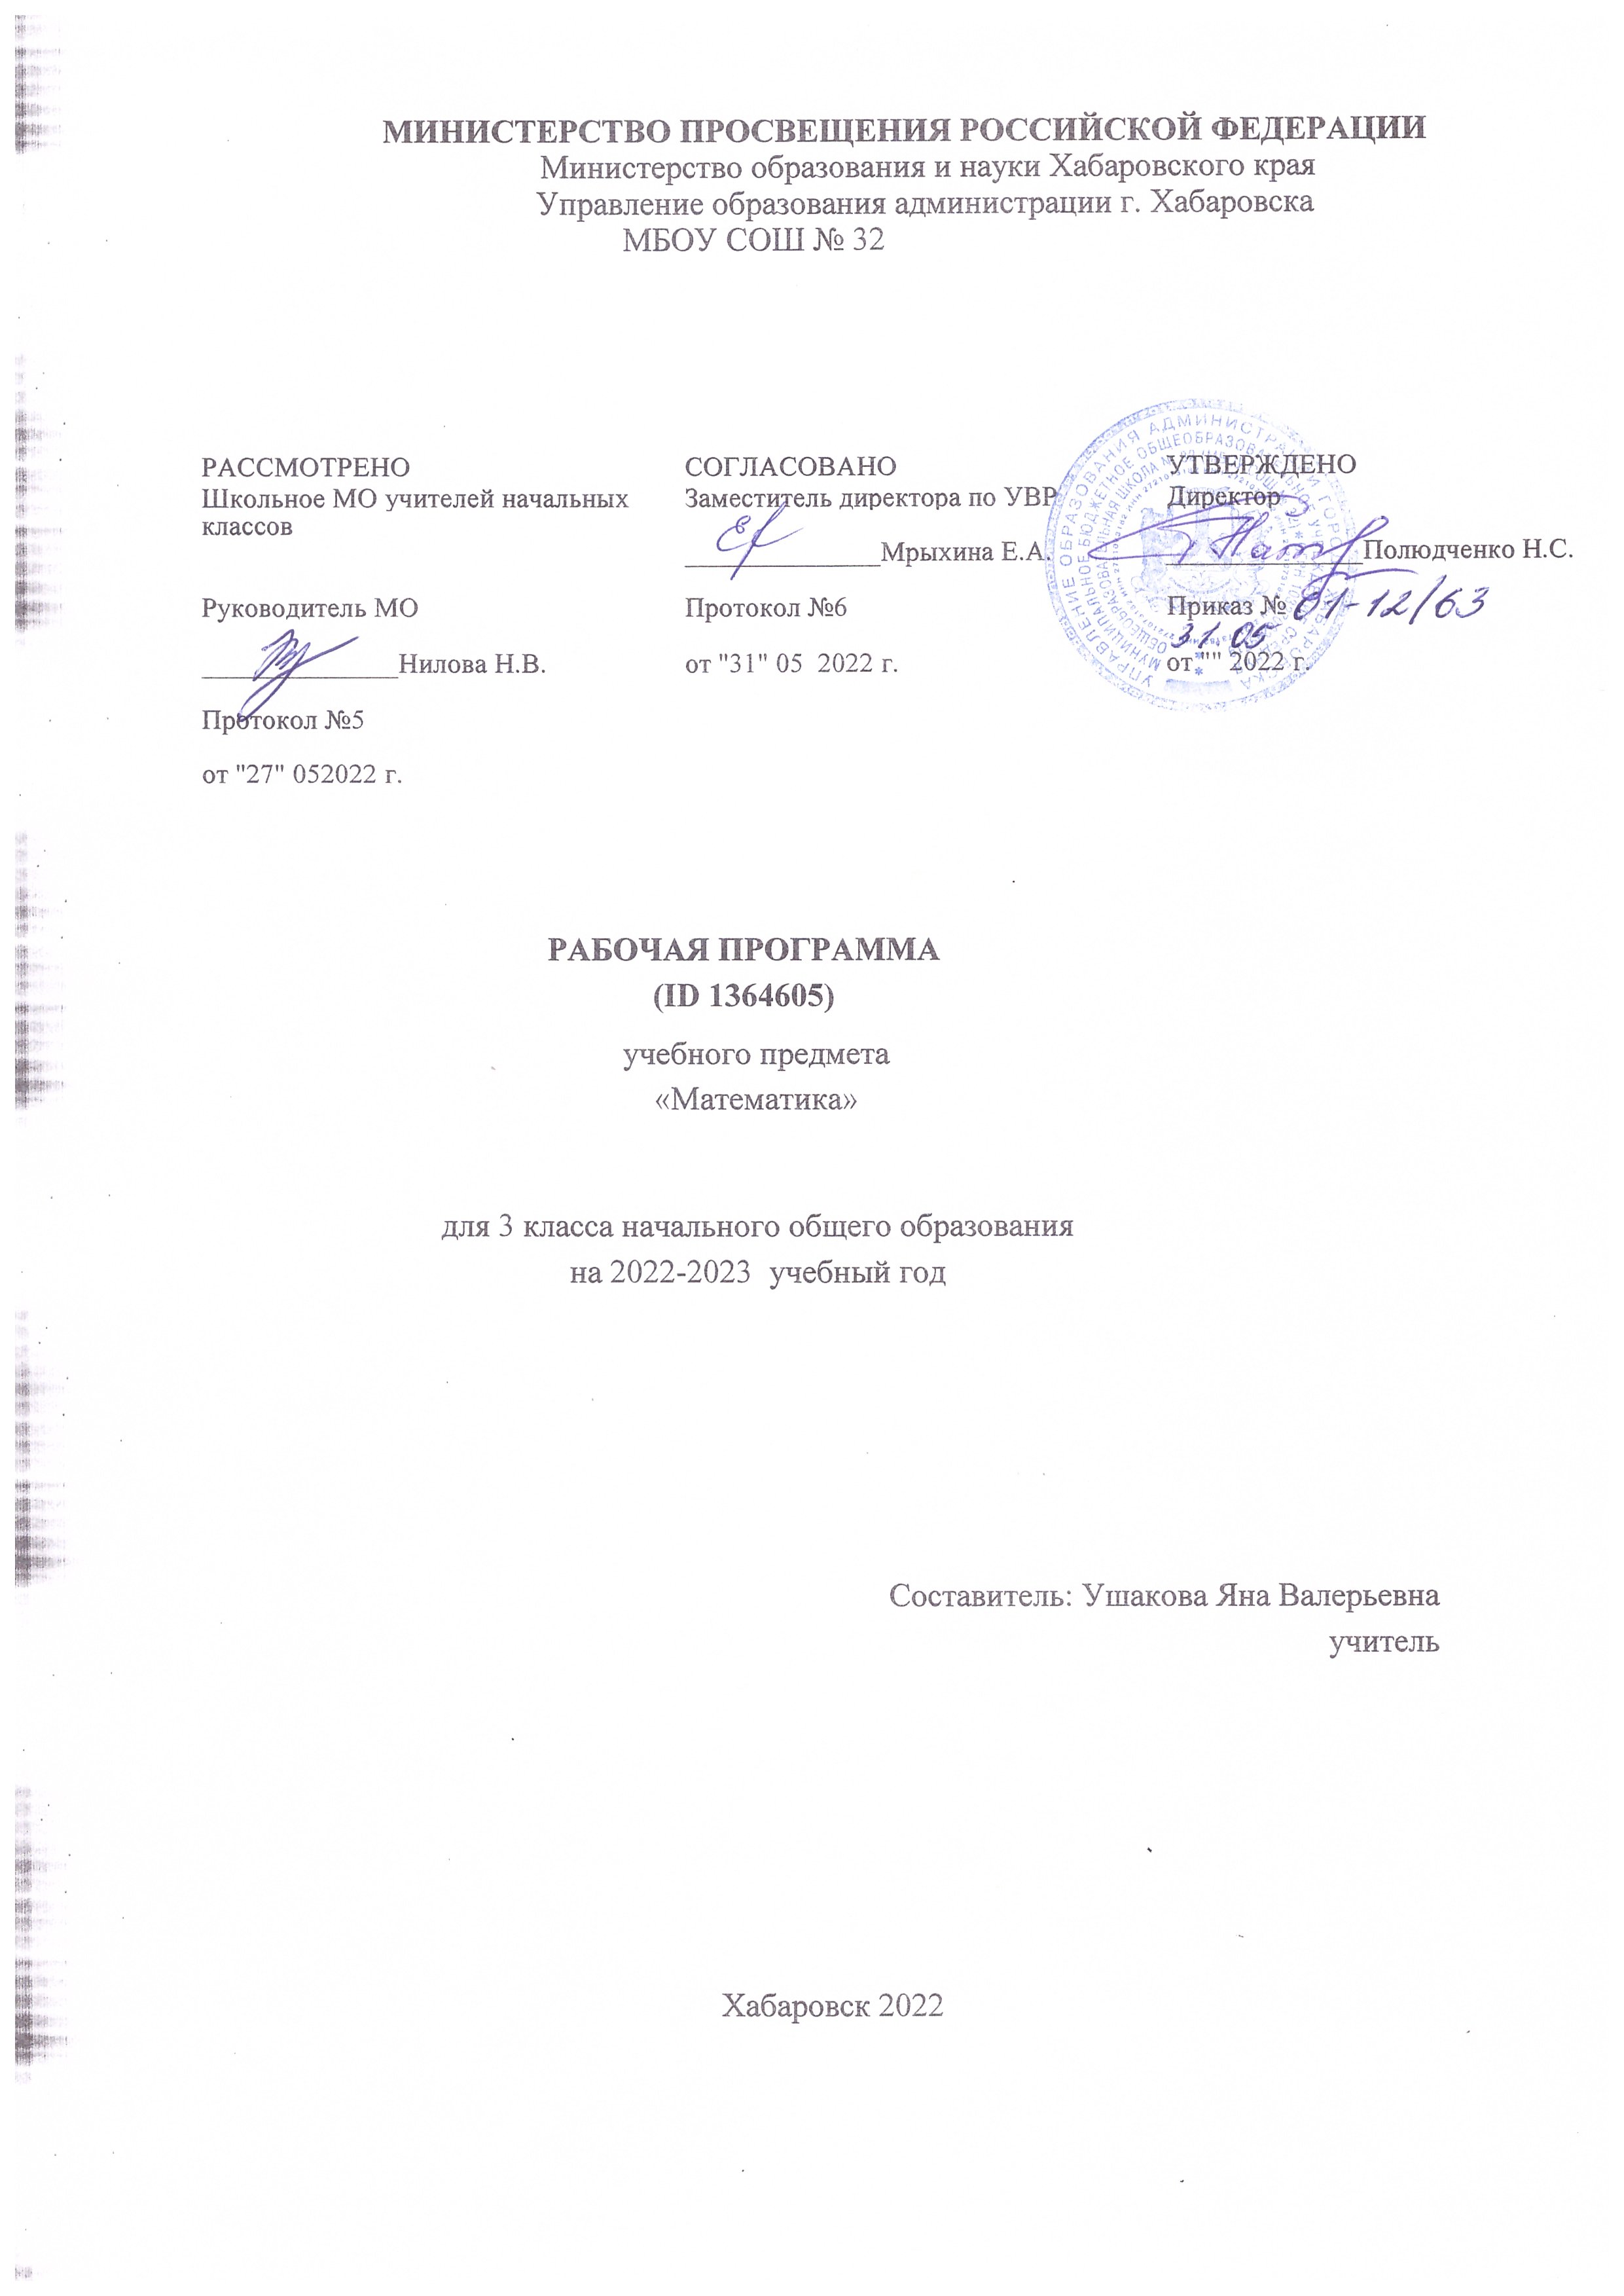 МИНИСТЕРСТВО ПРОСВЕЩЕНИЯ РОССИЙСКОЙ ФЕДЕРАЦИИ
Министерство образования и науки Хабаровского края
Управление образования администрации г. Хабаровска
МБОУ СОШ № 32
РАССМОТРЕНО
Школьное МО учителей начальных
классов
Руководитель МО
______________Нилова Н.В.
Протокол №5
от "27" 052022 г.
СОГЛАСОВАНО
Заместитель директора по УВР
______________Мрыхина Е.А.
Протокол №6
от "31" 05 2022 г.
УТВЕРЖДЕНО
Директор
______________Полюдченко Н.С.
Приказ № 01-12/63
31 05
от "" 2022 г.
РАБОЧАЯ ПРОГРАММА
(ID 1364605)
учебного предмета
«Математика»
для 3 класса начального общего образования
на 2022-2023 учебный год
Составитель: Ушакова Яна Валерьевна
учитель
Хабаровск 2022